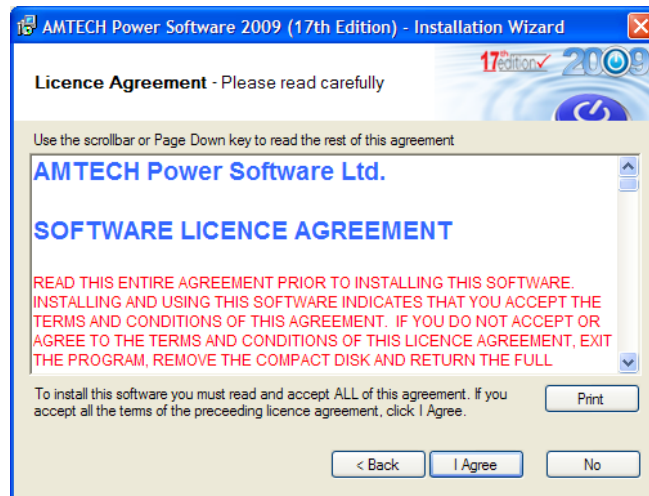 AMTECH Power Software 2009 (17th Edition) - Installation Wizard
17th edition 2009
Licence Agreement - Please read carefully
Use the scrollbar or Page Down key to read the rest of this agreement
AMTECH Power Software Ltd.
SOFTWARE LICENCE AGREEMENT
READ THIS ENTIRE AGREEMENT PRIOR TO INSTALLING THIS SOFTWARE.
INSTALLING AND USING THIS SOFTWARE INDICATES THAT YOU ACCEPT THE
TERMS AND CONDITIONS OF THIS AGREEMENT. IF YOU DO NOT ACCEPT OR
AGREE TO THE TERMS AND CONDITIONS OF THIS LICENCE AGREEMENT, EXIT
THE PROGRAM, REMOVE THE COMPACT DISK AND RETURN THE FULL
To install this software you must read and accept ALL of this agreement. If you
accept all the terms of the preceeding licence agreement, click I Agree.
Print
< Back
I Agree
No